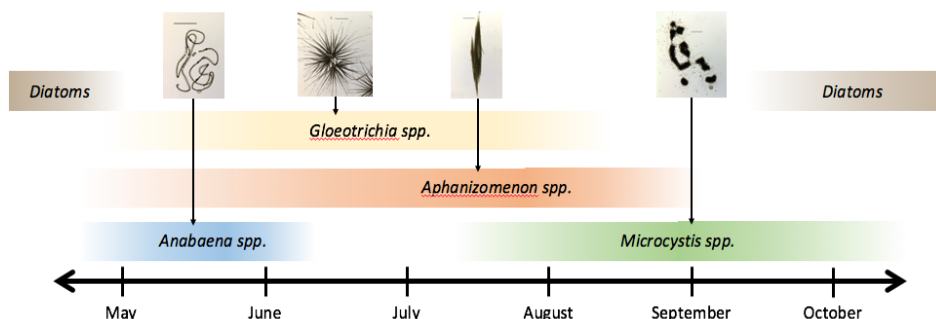 Diatoms
Diatoms
Gloeotrichia spp.
Aphanizomenon spp.
Anabaena spp.
Microcystis spp.
May
June
July
August
September
October